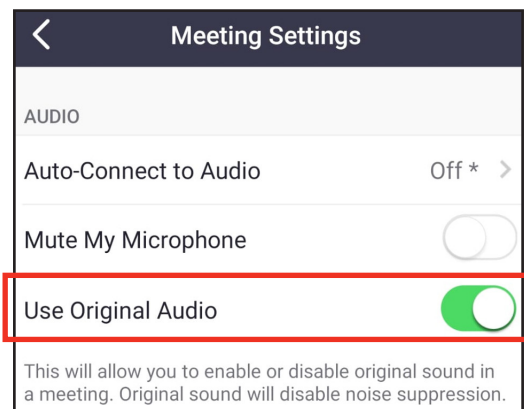 Meeting Settings
AUDIO
Auto-Connect to Audio Off * >
Mute My Microphone
Use Original Audio
This will allow you to enable or disable original sound in
a meeting. Original sound will disable noise suppression.